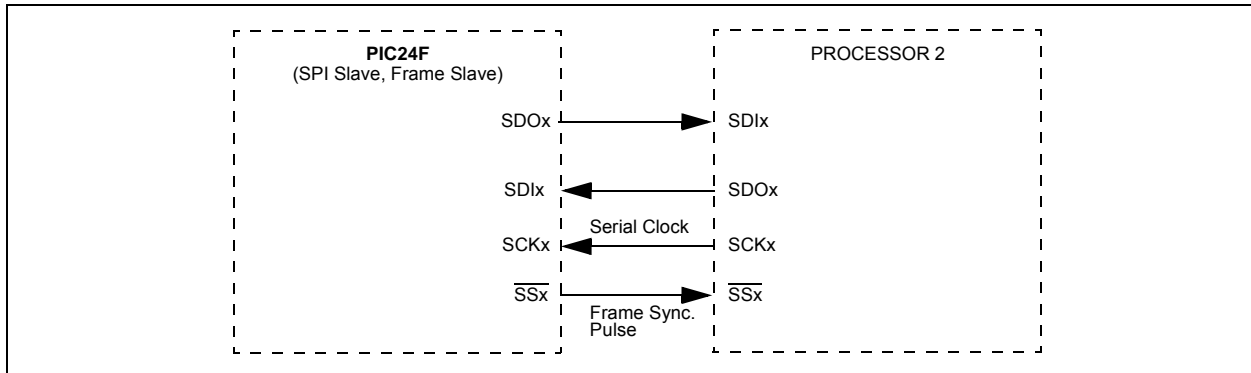 PIC24F
(SPI Slave, Frame Slave)
PROCESSOR 2
SDOx
SDIx
SDIx
SDOx
Serial Clock
SCKx
SCKx
SSx
SSx
Frame Sync.
Pulse